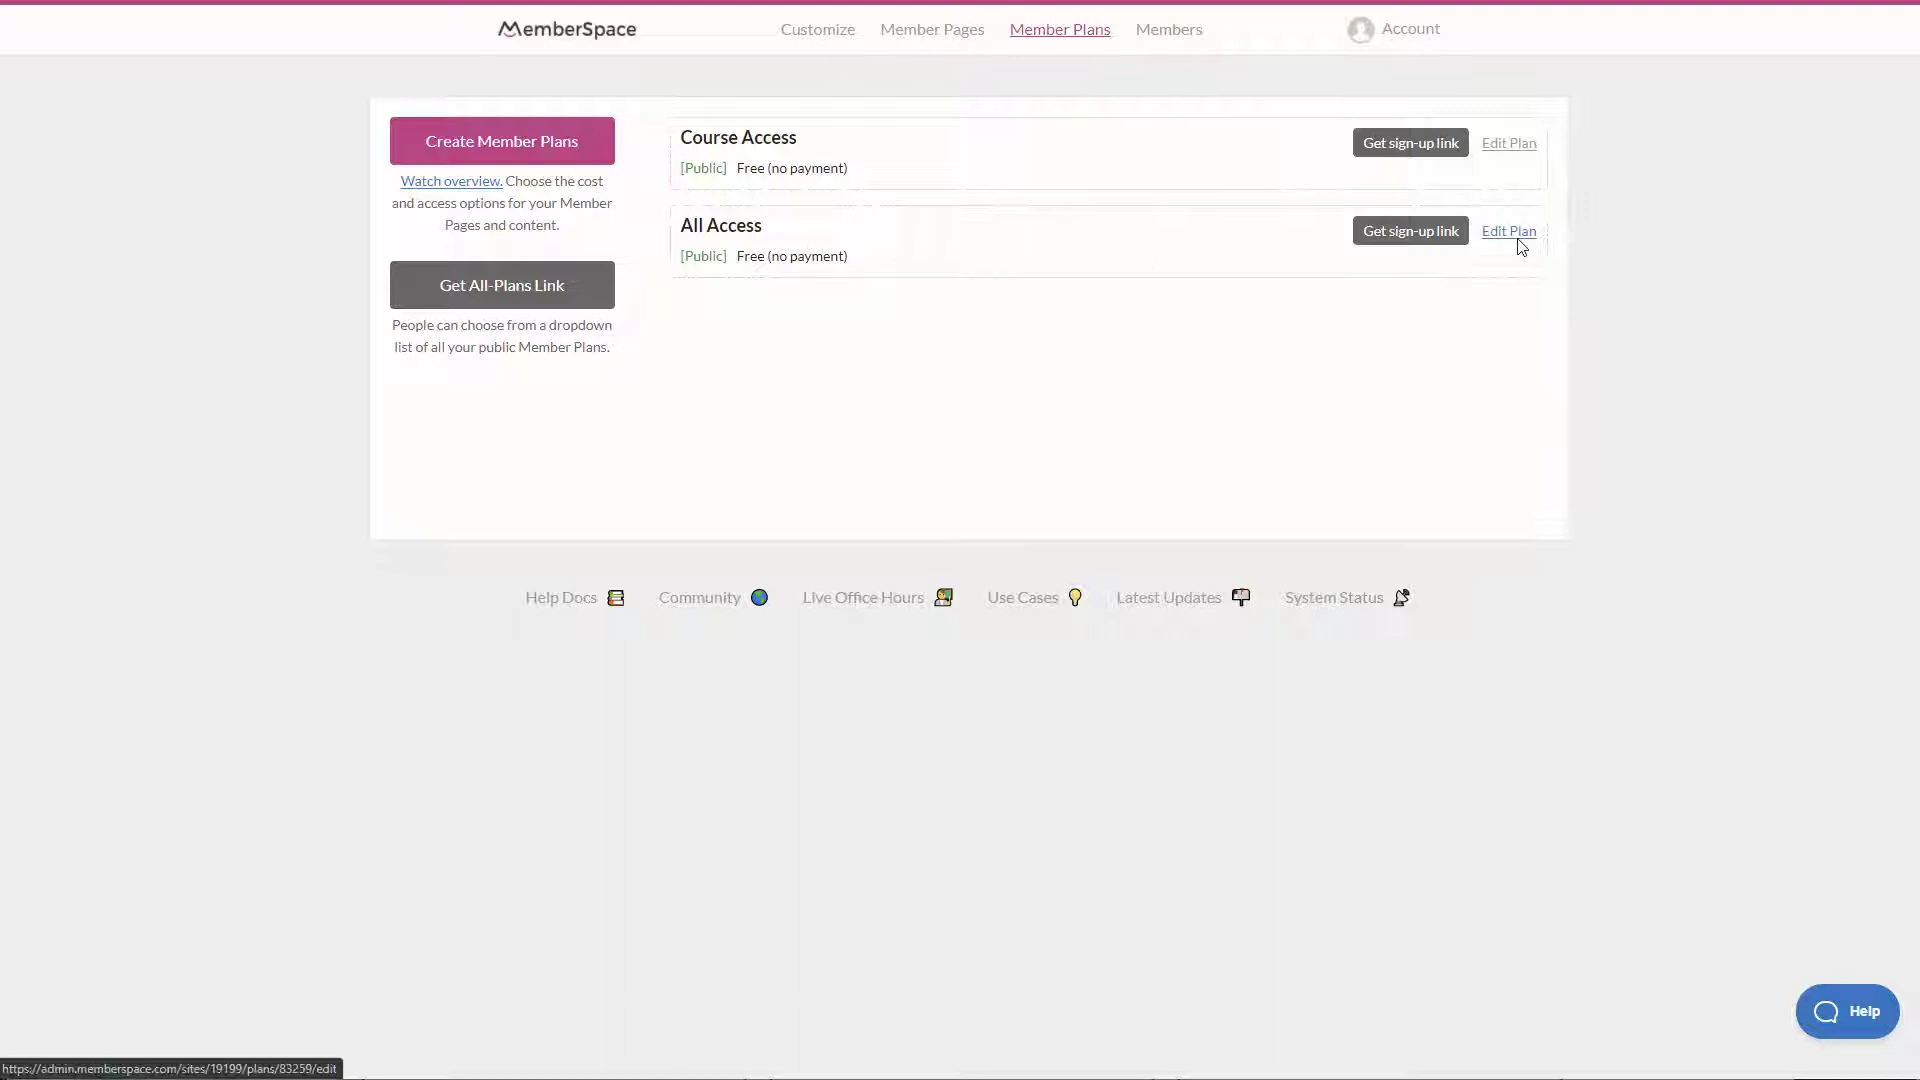 MemberSpace Customize Member Pages Member Plans Members Account
Create Member Plans
Watch overview. Choose the cost
and access options for your Member
Pages and content.
Get All-Plans Link
People can choose from a dropdown
list of all your public Member Plans.
Course Access
Get sign-up link Edit Plan
[Public] Free (no payment)
All Access
Get sign-up link Edit Plan
[Public] Free (no payment)
Help Docs Community Live Office Hours Use Cases Latest Updates System Status
Help
https://admin.memberspace.com/sites/19199/plans/83259/edit